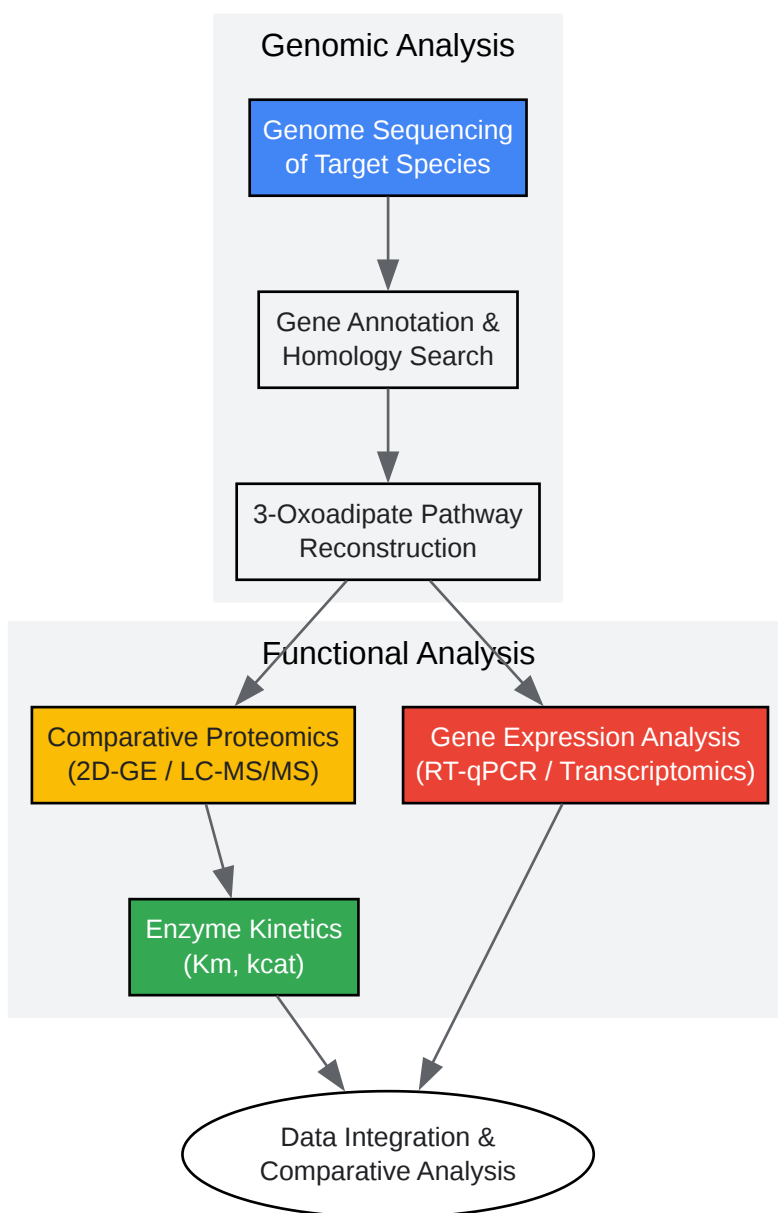 Genomic Analysis
Genome Sequencing
of Target Species
Gene Annotation &
Homology Search
3-Oxoadipate Pathway
Reconstruction
Functional Analysis
Comparative Proteomics
(2D-GE / LC-MS/MS)
Gene Expression Analysis
(RT-qPCR / Transcriptomics)
Enzyme Kinetics
(Km, kcat)
Data Integration &
Comparative Analysis